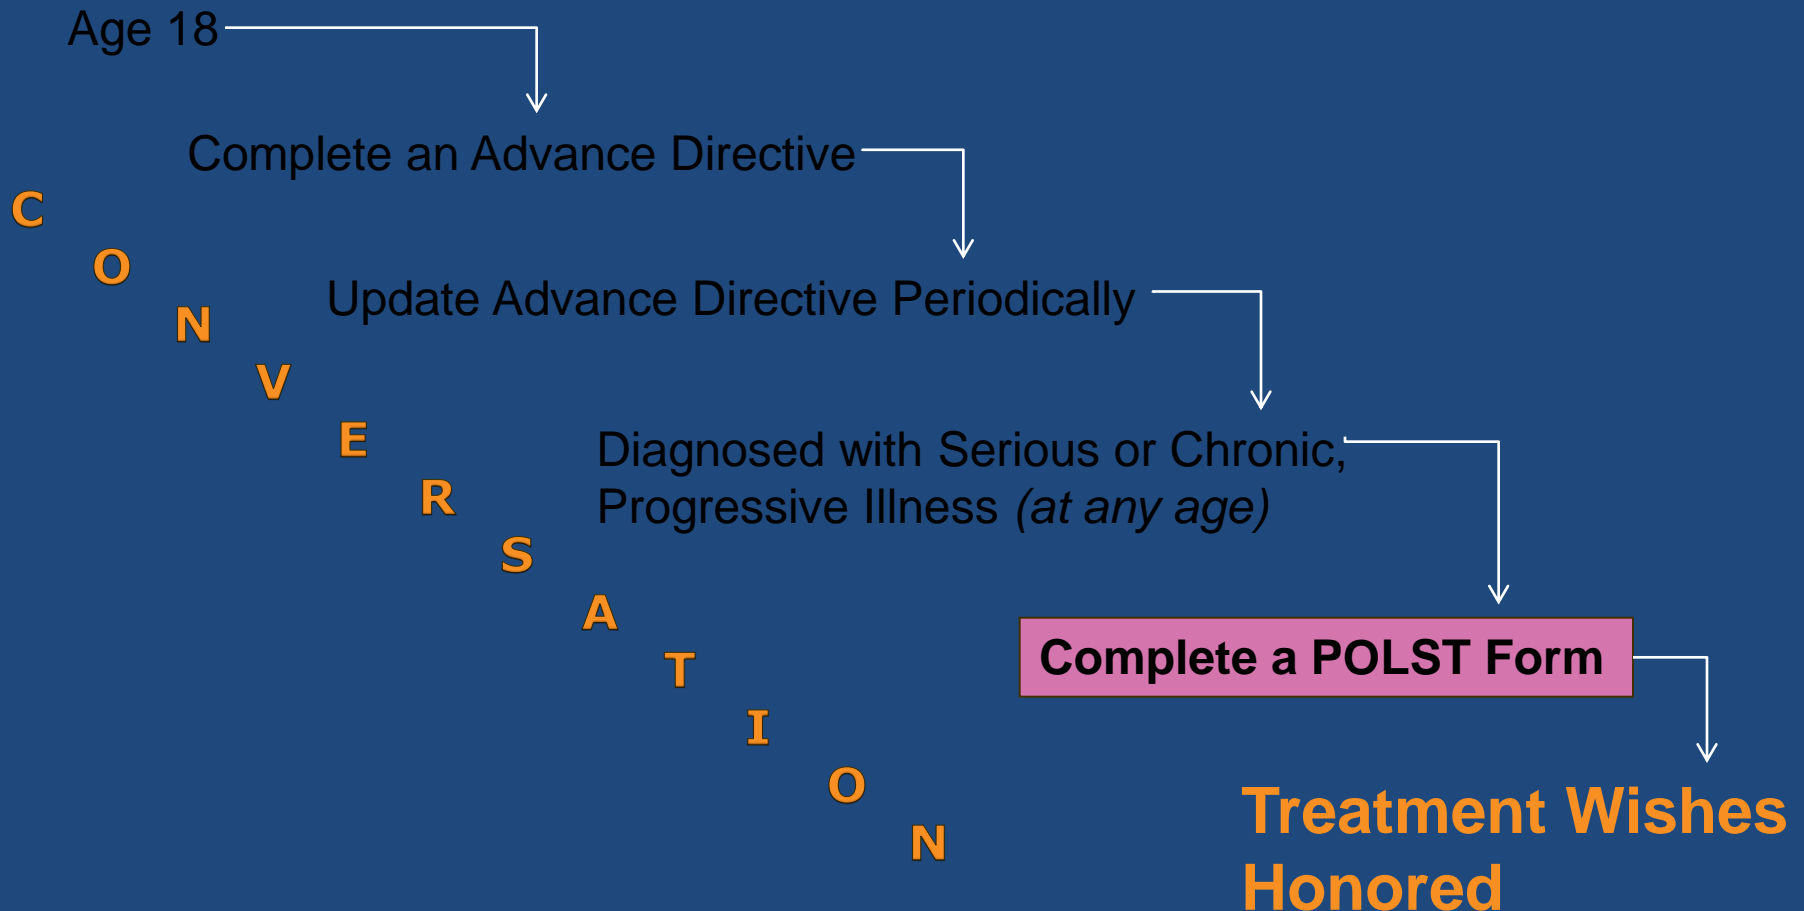 Age 18
Complete an Advance Directive
CONVERSATION
Update Advance Directive Periodically
Diagnosed with Serious or Chronic,
Progressive Illness (at any age)
Complete a POLST Form
Treatment Wishes
Honored